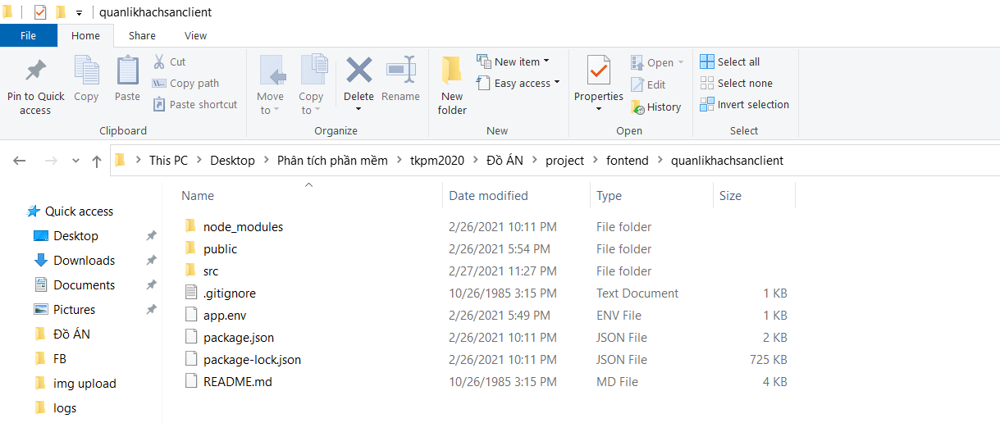 quanlikhachsanclient
File Home Share View
Pin to Quick access
Copy
Paste
Cut
Copy path
Paste shortcut
Clipboard
Move to
Copy to
Delete
Rename
Organize
New folder
New item
Easy access
New
Properties
Open
Edit
History
Open
Select all
Select none
Invert selection
Select
This PC > Desktop > Phân tích phần mềm > tkpm2020 > Đồ ÁN > project > fontend > quanlikhachsanclient
Quick access
Desktop
Downloads
Documents
Pictures
Đồ ÁN
FB
img upload
logs
Name Date modified Type Size
node_modules 2/26/2021 10:11 PM File folder
public 2/26/2021 5:54 PM File folder
src 2/27/2021 11:27 PM File folder
.gitignore 10/26/1985 3:15 PM Text Document 1 KB
app.env 2/26/2021 5:49 PM ENV File 1 KB
package.json 2/26/2021 10:11 PM JSON File 2 KB
package-lock.json 2/26/2021 10:11 PM JSON File 725 KB
README.md 10/26/1985 3:15 PM MD File 4 KB